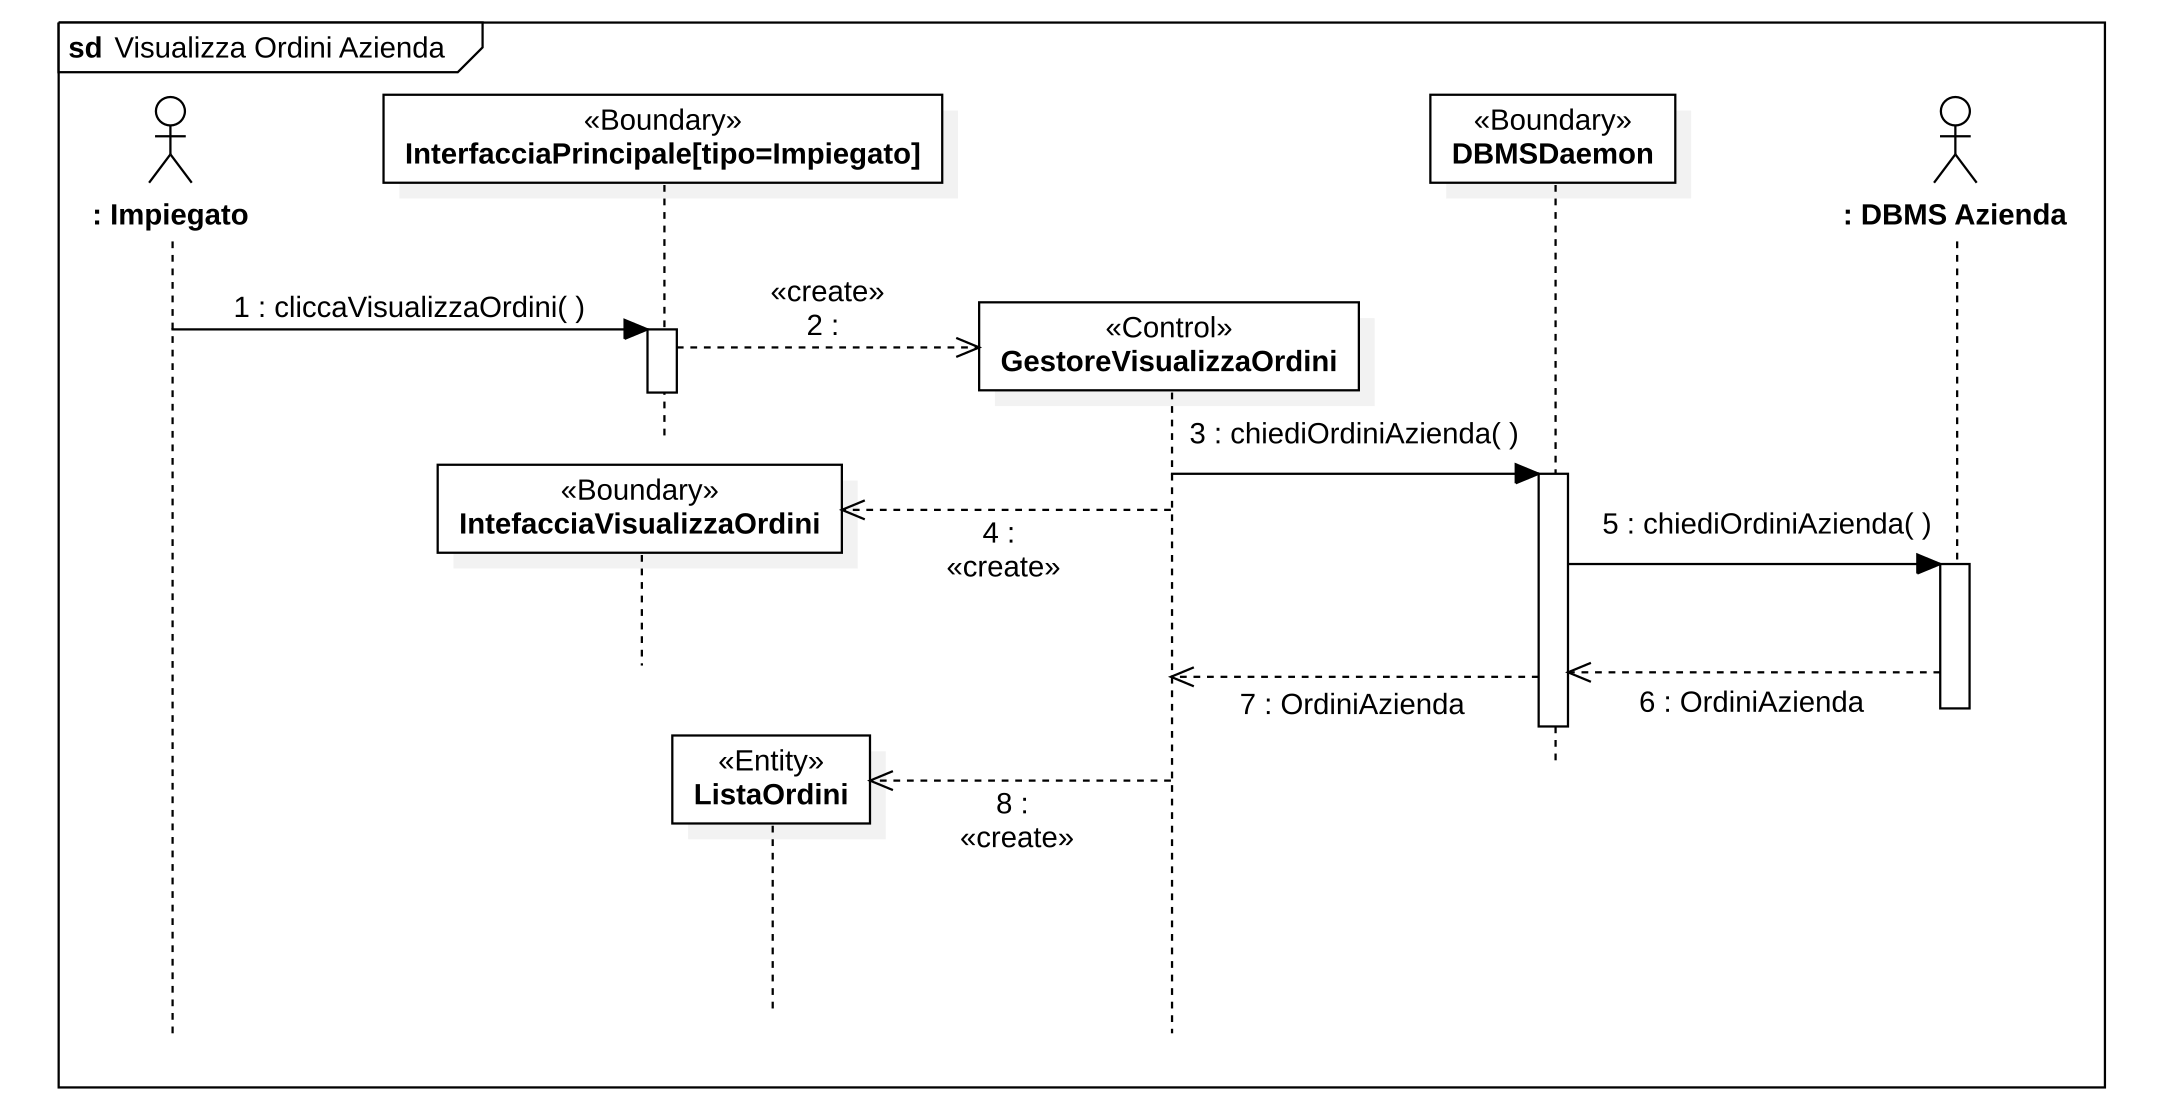 sd Visualizza Ordini Azienda
«Boundary»
InterfacciaPrincipale[tipo=Impiegato]
«Boundary»
DBMSDaemon
: Impiegato
: DBMS Azienda
1 : cliccaVisualizzaOrdini( )
«create»
2 :
«Control»
GestoreVisualizzaOrdini
3 : chiediOrdiniAzienda( )
«Boundary»
IntefacciaVisualizzaOrdini
4 :
«create»
5 : chiediOrdiniAzienda( )
6 : OrdiniAzienda
7 : OrdiniAzienda
«Entity»
ListaOrdini
8 :
«create»